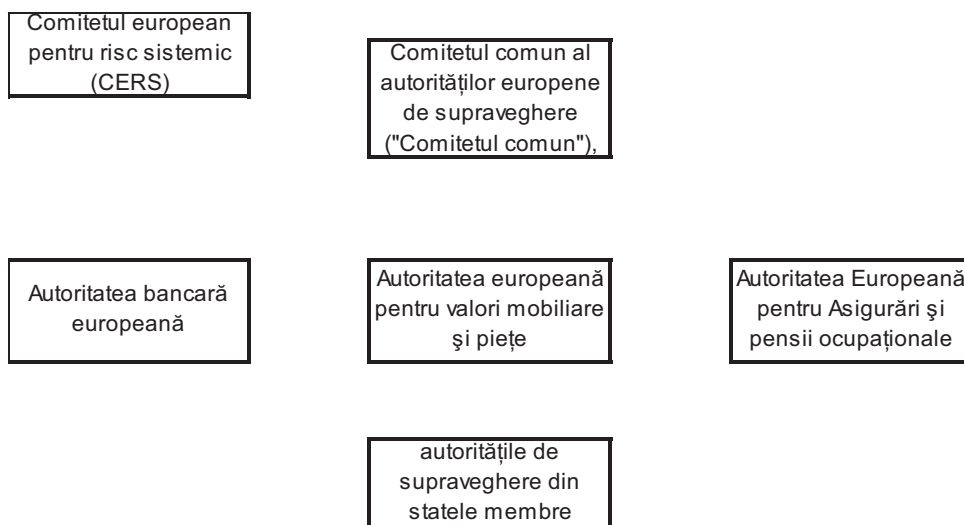 Comitetul european
pentru risc sistemic
(CERS)
Comitetul comun al
autorităților europene
de supraveghere
("Comitetul comun"),
Autoritatea bancară
europeană
Autoritatea europeană
pentru valori mobiliare
şi piețe
Autoritatea Europeană
pentru Asigurări şi
pensii ocupaționale
autoritățile de
supraveghere din
statele membre